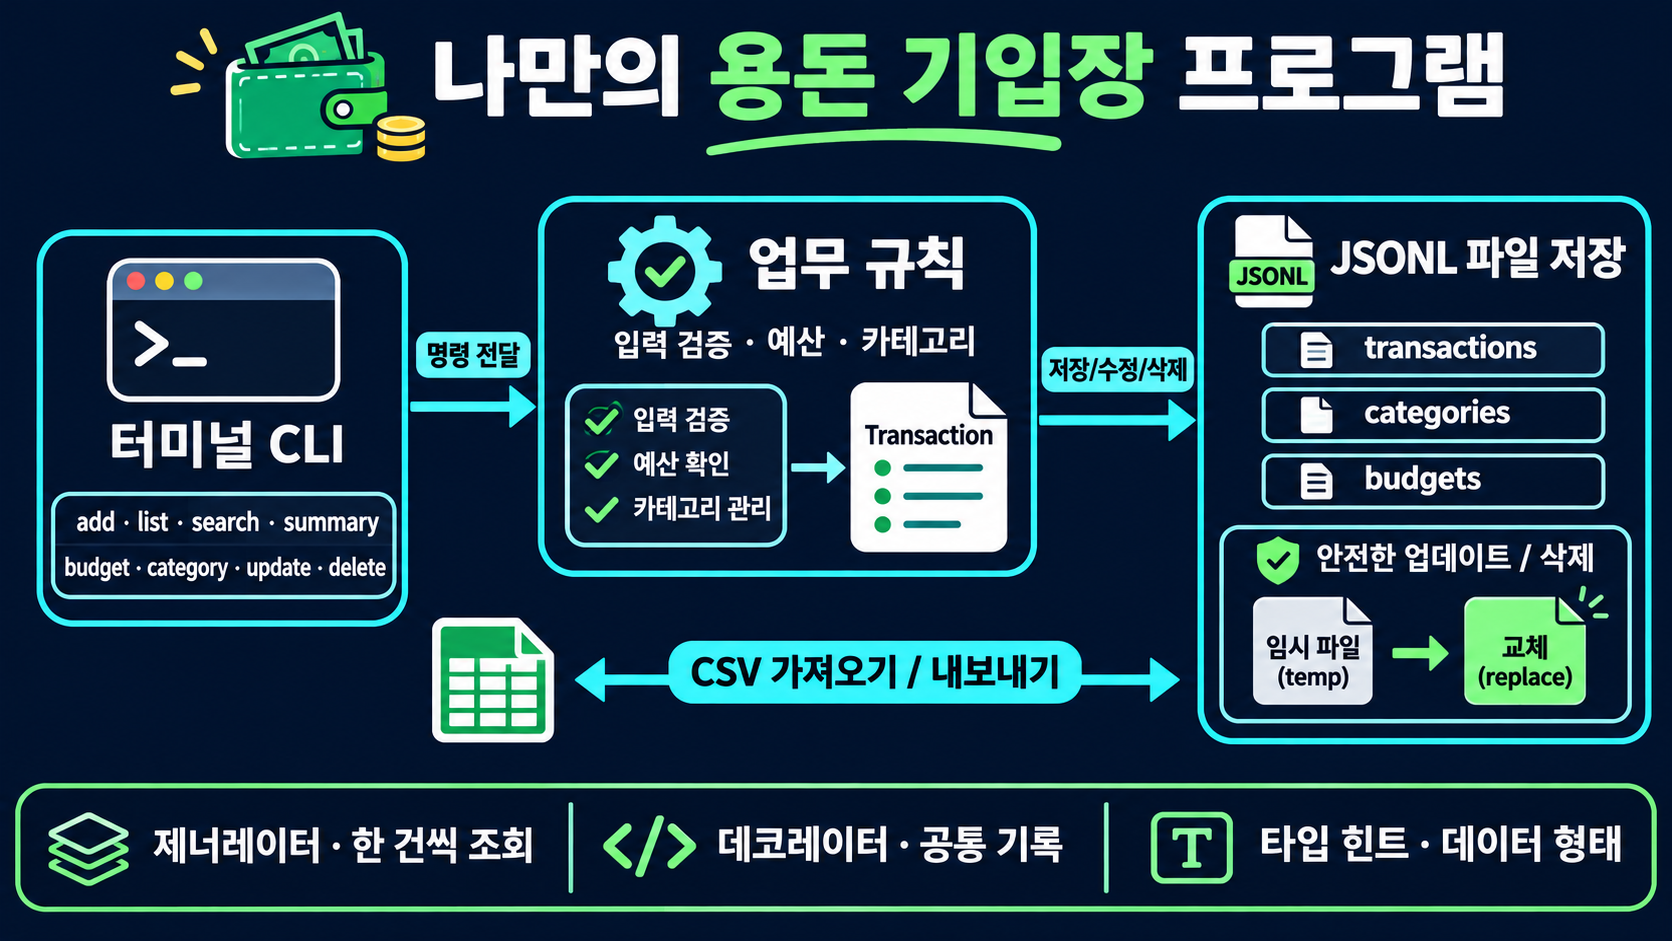 나만의 용돈 기입장 프로그램
>_
터미널 CLI
add · list · search · summary
budget · category · update · delete
명령 전달
업무 규칙
입력 검증 · 예산 · 카테고리
입력 검증
예산 확인
카테고리 관리
Transaction
저장/수정/삭제
JSONL
JSONL 파일 저장
transactions
categories
budgets
안전한 업데이트 / 삭제
임시 파일
(temp)
교체
(replace)
CSV 가져오기 / 내보내기
제너레이터 · 한 건씩 조회
</>
데코레이터 · 공통 기록
T
타입 힌트 · 데이터 형태